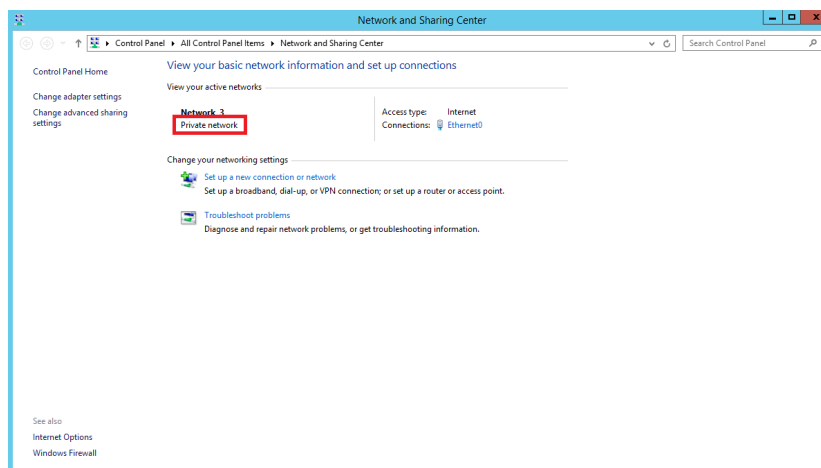 Network and Sharing Center
Control Panel ▸ All Control Panel Items ▸ Network and Sharing Center
Search Control Panel
Control Panel Home
Change adapter settings
Change advanced sharing
settings
View your basic network information and set up connections
View your active networks
Network 3
Private network
Access type: Internet
Connections: Ethernet0
Change your networking settings
Set up a new connection or network
Set up a broadband, dial-up, or VPN connection; or set up a router or access point.
Troubleshoot problems
Diagnose and repair network problems, or get troubleshooting information.
See also
Internet Options
Windows Firewall